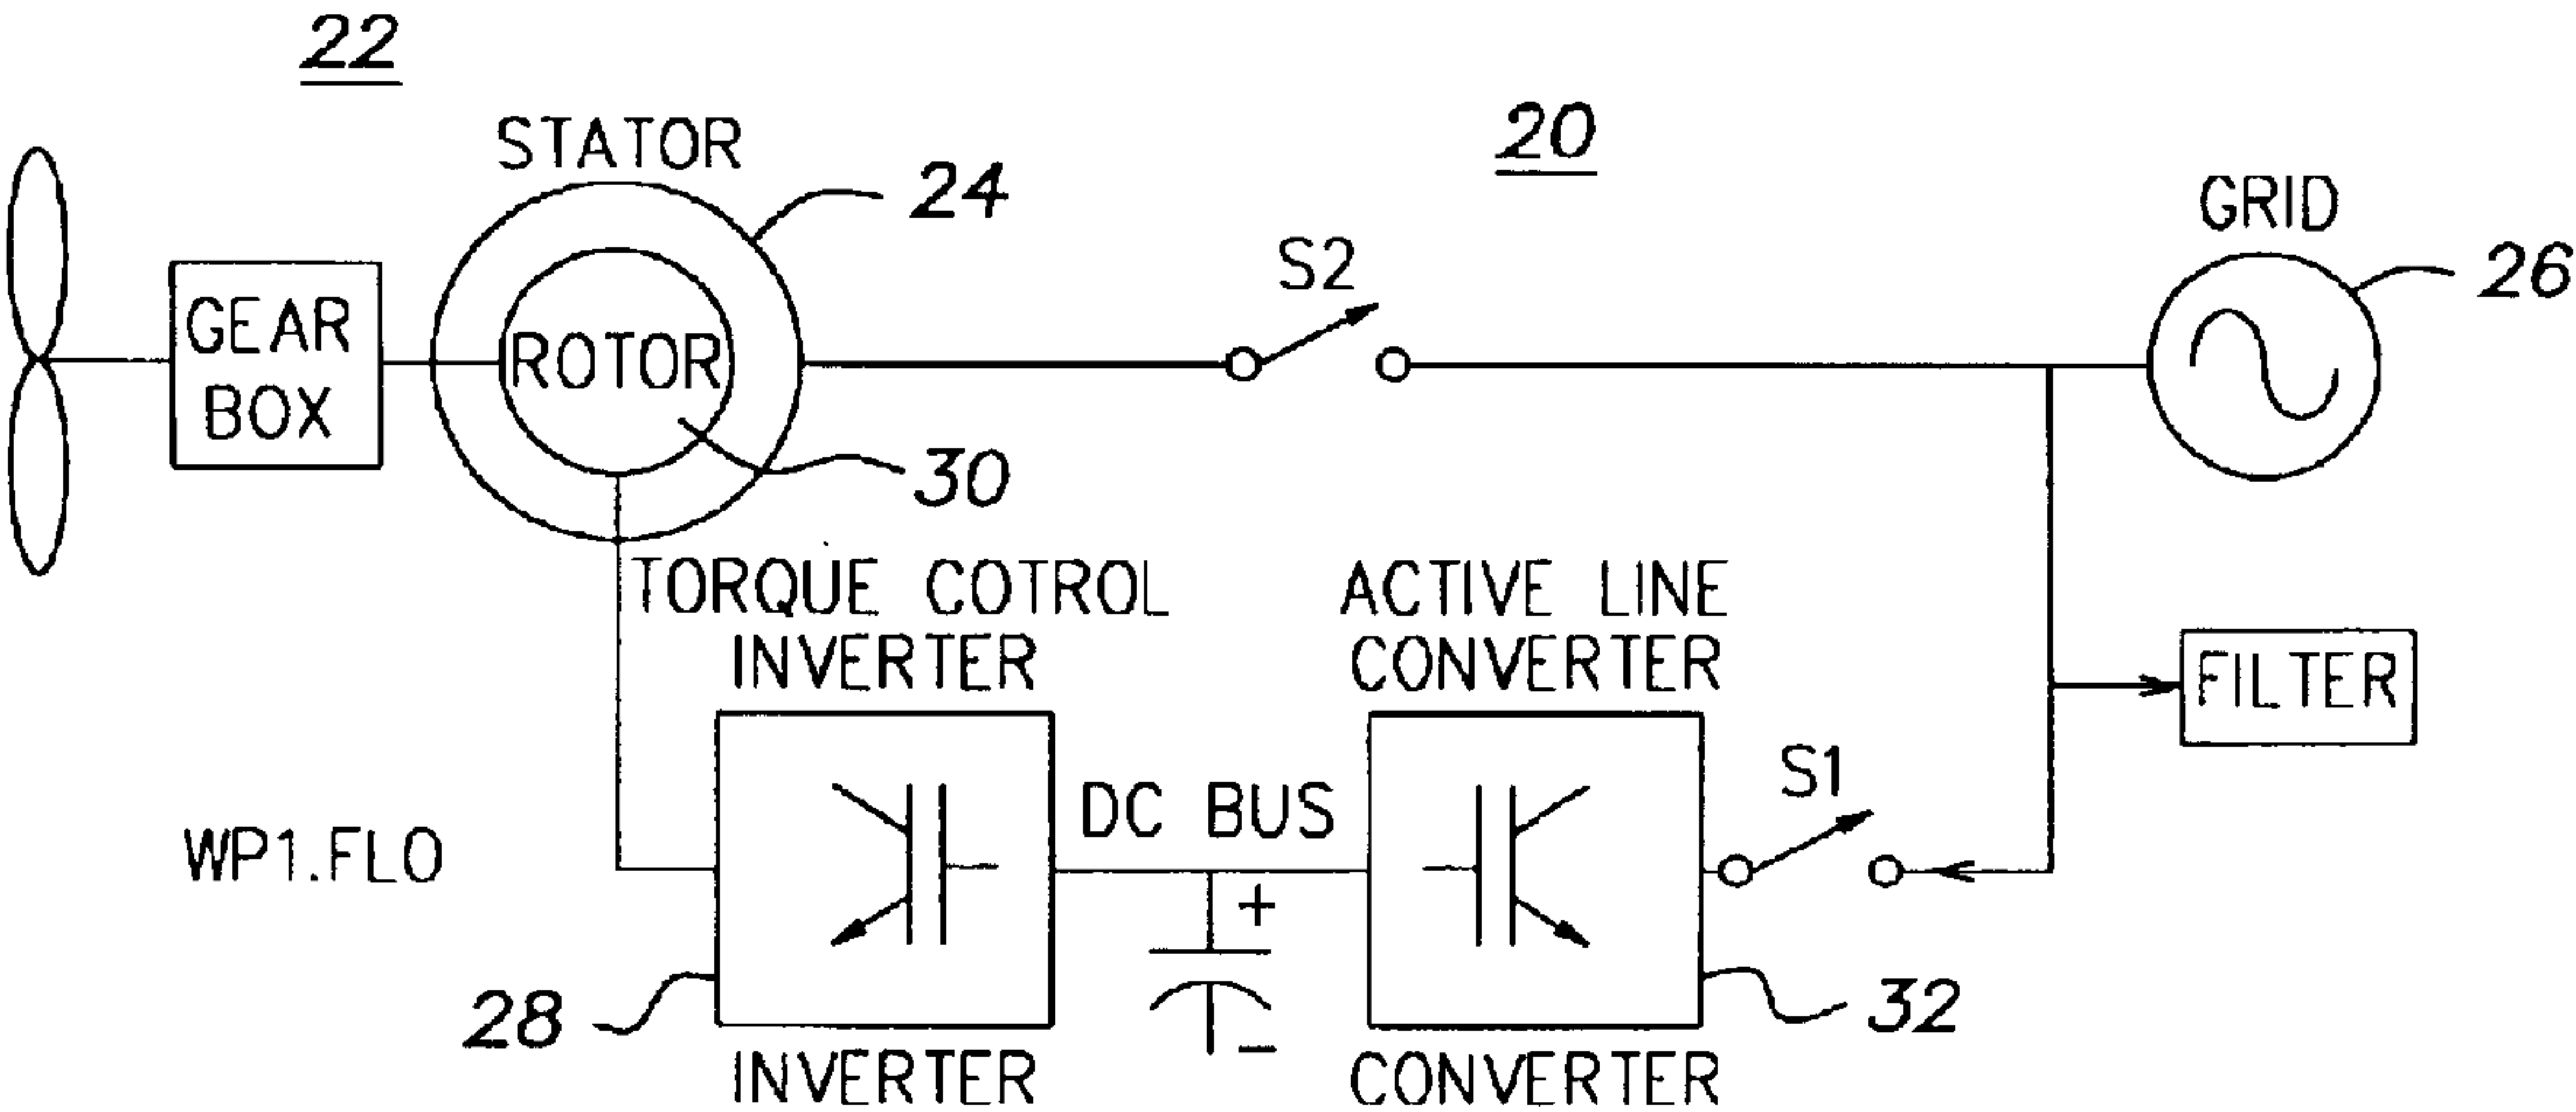 22
20
STATOR
24
GRID
S2
26
GEAR
BOX
ROTOR
30
TORQUE COTROL
INVERTER
ACTIVE LINE
CONVERTER
FILTER
S1
DC BUS
WP1.FLO
+
28
32
-
INVERTER
CONVERTER